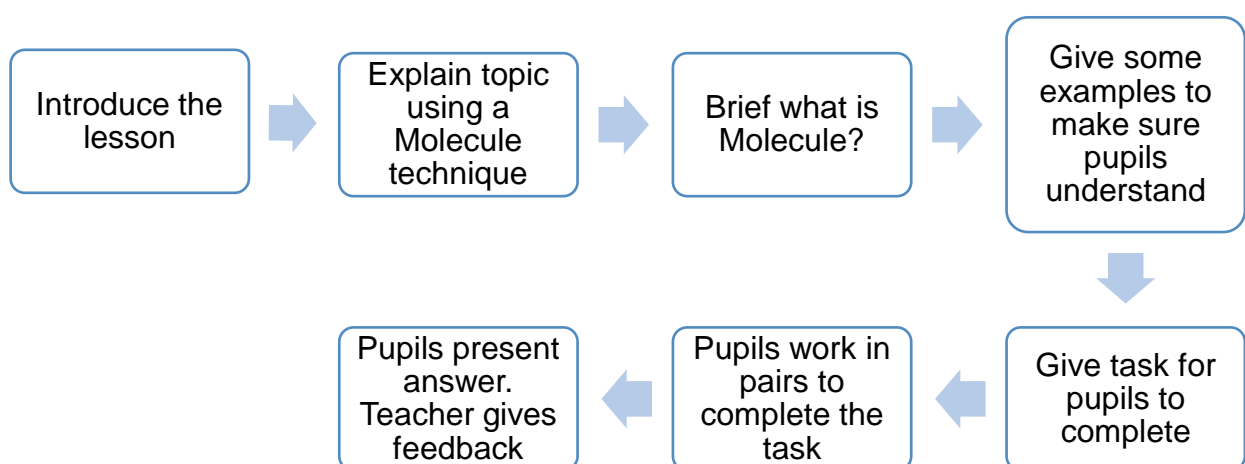 Introduce the
lesson
Explain topic
using a
Molecule
technique
Brief what is
Molecule?
Give some
examples to
make sure
pupils
understand
Give task for
pupils to
complete
Pupils work in
pairs to
complete the
task
Pupils present
answer.
Teacher gives
feedback